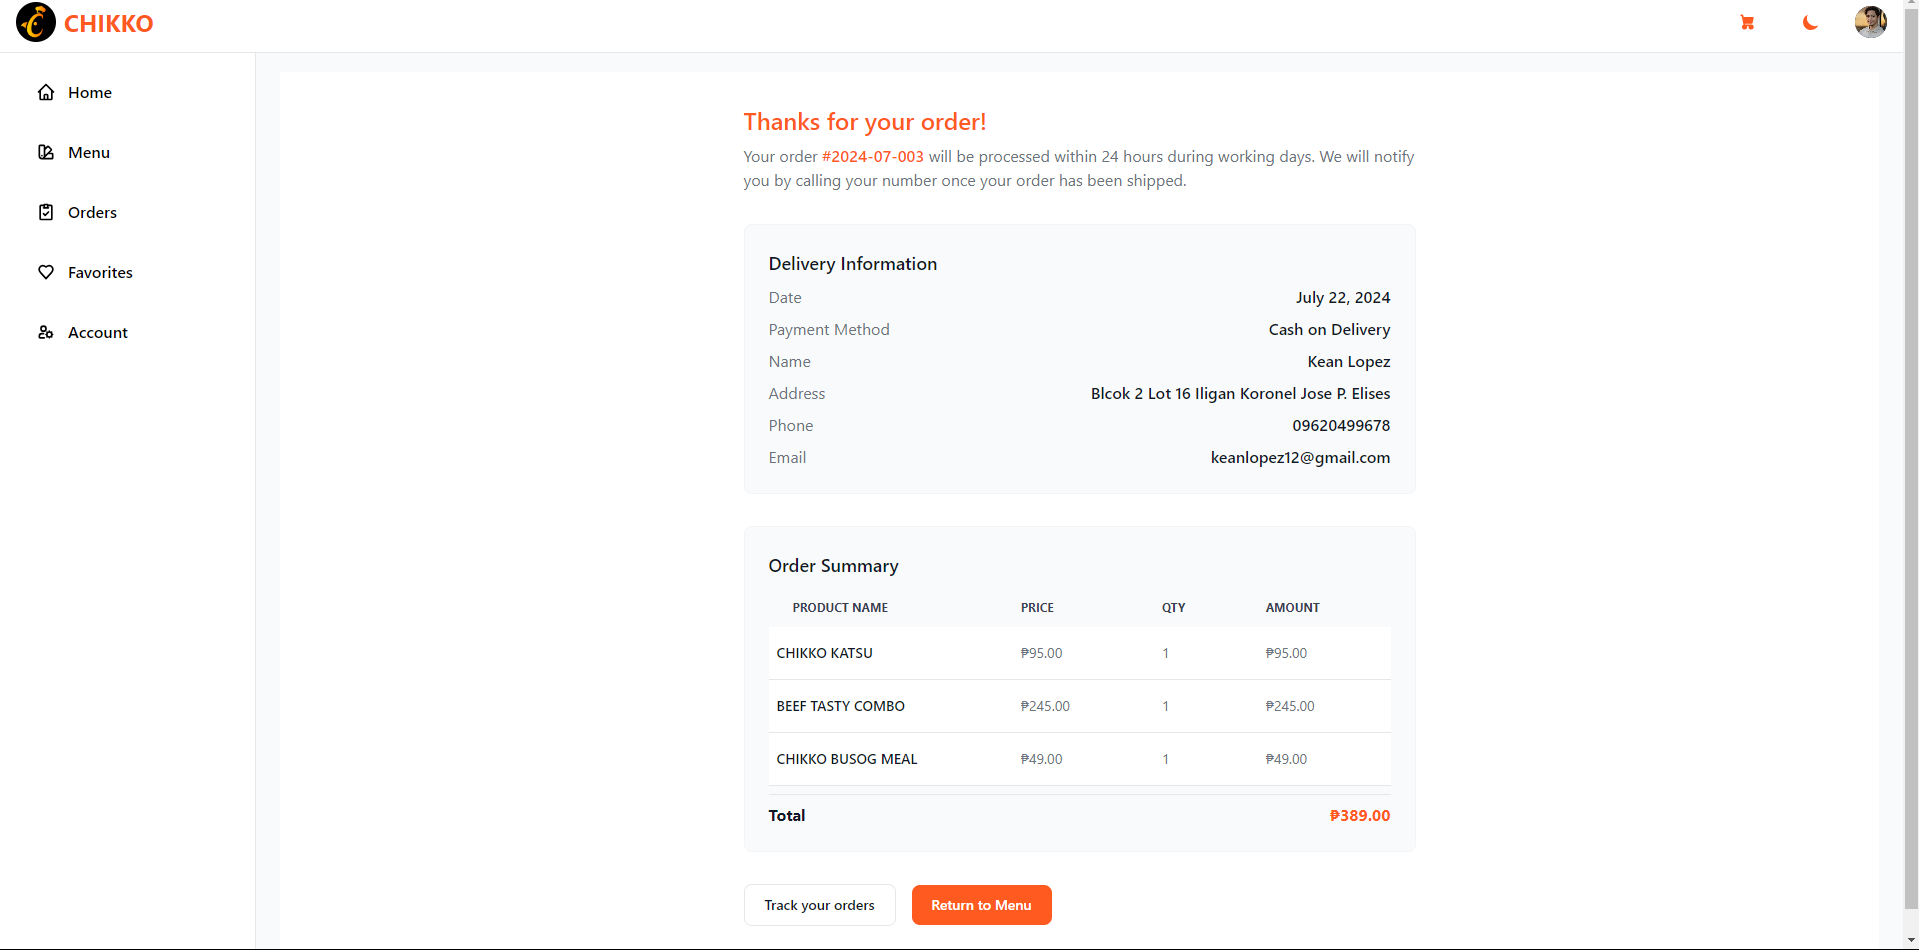 CHIKKO
Home
Menu
Orders
Favorites
Account
Thanks for your order!
Your order #2024-07-003 will be processed within 24 hours during working days. We will notify
you by calling your number once your order has been shipped.
Delivery Information
Date July 22, 2024
Payment Method Cash on Delivery
Name Kean Lopez
Address Blcok 2 Lot 16 Iligan Koronel Jose P. Elises
Phone 09620499678
Email keanlopez12@gmail.com
Order Summary
PRODUCT NAME PRICE QTY AMOUNT
CHIKKO KATSU ₱95.00 1 ₱95.00
BEEF TASTY COMBO ₱245.00 1 ₱245.00
CHIKKO BUSOG MEAL ₱49.00 1 ₱49.00
Total ₱389.00
Track your orders Return to Menu